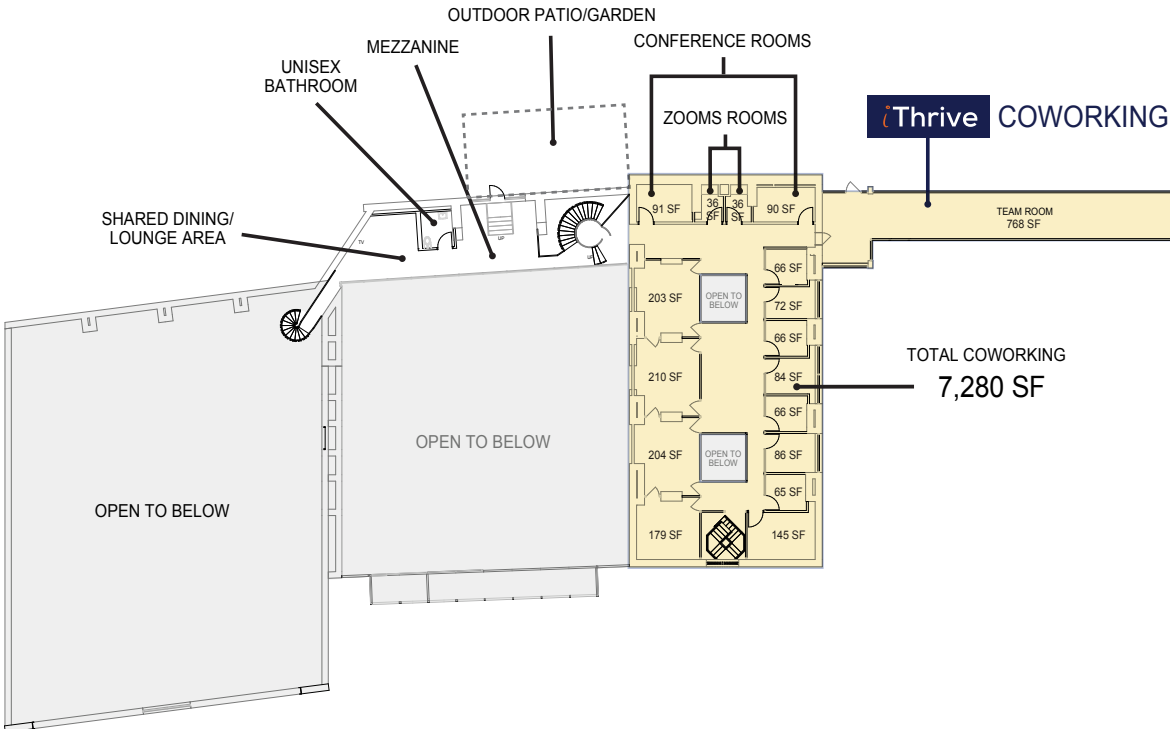 OUTDOOR PATIO/GARDEN
MEZZANINE
CONFERENCE ROOMS
UNISEX
BATHROOM
ZOOMS ROOMS
iThrive COWORKING
SHARED DINING/
LOUNGE AREA
TV
UP
91 SF
36
SF
36
SF
90 SF
TEAM ROOM
768 SF
66 SF
203 SF
OPEN TO
BELOW
72 SF
66 SF
210 SF
84 SF
TOTAL COWORKING
7,280 SF
66 SF
OPEN TO BELOW
204 SF
OPEN TO
BELOW
86 SF
65 SF
OPEN TO BELOW
179 SF
145 SF